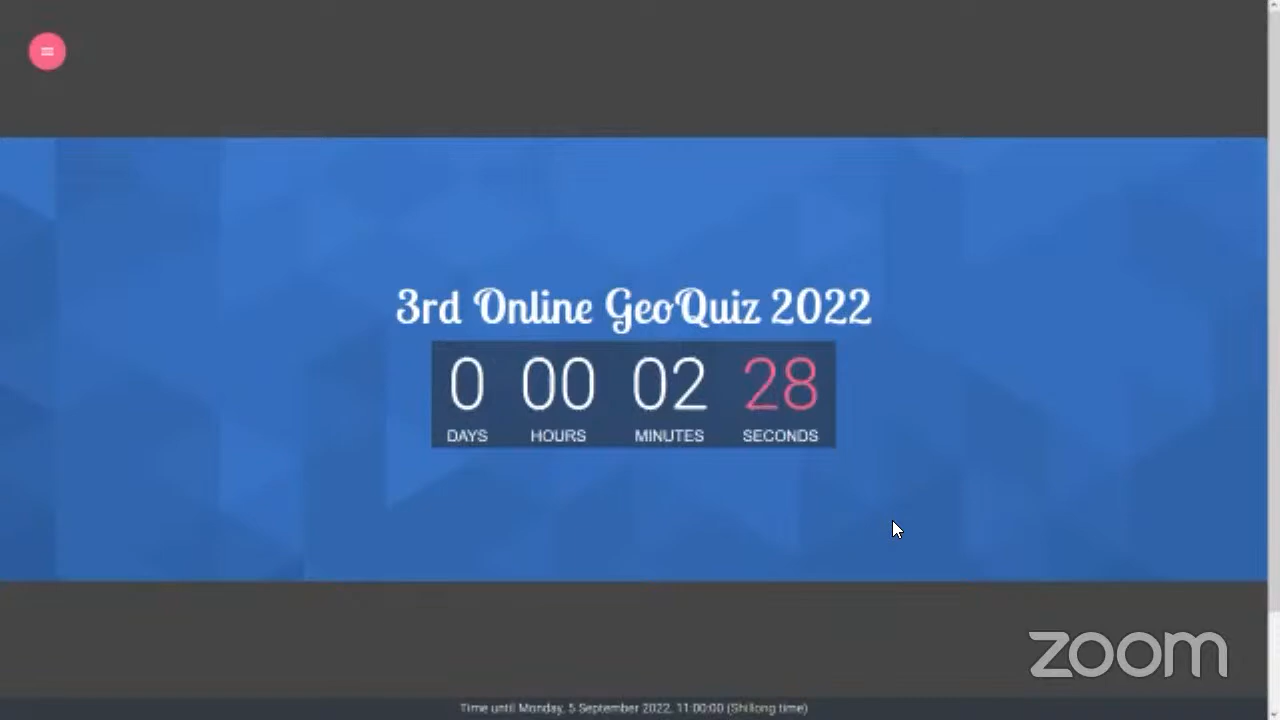 3rd Online GeoQuiz 2022
0 00 02 28
DAYS HOURS MINUTES SECONDS
zoom
Time until Monday, 5 September 2022, 11:00:00 (Shillong time)